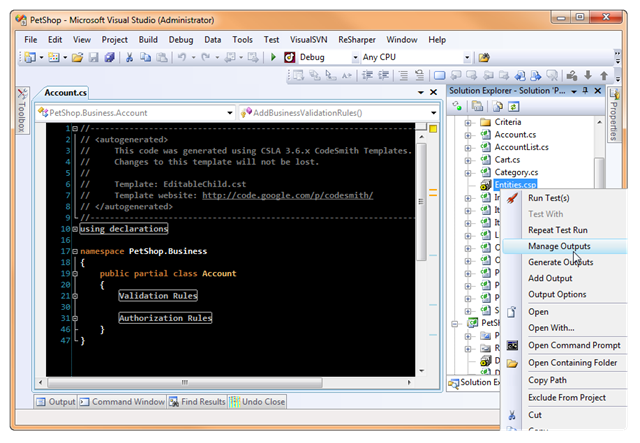 PetShop - Microsoft Visual Studio (Administrator)
File Edit View Project Build Debug Data Tools Test VisualSVN ReSharper Window Help
Debug Any CPU
Toolbox
Account.cs
PetShop.Business.Account AddBusinessValidationRules()
1 //
2 // <autogenerated>
3 // This code was generated using CSLA 3.6.x CodeSmith Templates.
4 // Changes to this template will not be lost.
5 //
6 // Template: EditableChild.cst
7 // Template website: http://code.google.com/p/codesmith/
8 // </autogenerated>
9 //
10 using declarations
16
17 namespace PetShop.Business
18 {
19 public partial class Account
20 {
21 Validation Rules
30
31 Authorization Rules
46 }
47 }
Solution Explorer - Solution 'P...
Properties
Criteria
Account.cs
AccountList.cs
Cart.cs
Category.cs
Entities.csp
Run Test(s)
Test With
Repeat Test Run
Manage Outputs
Generate Outputs
Add Output
Output Options
Open
Open With...
Open Command Prompt
Open Containing Folder
Copy Path
Exclude From Project
Cut
Copy
Solution Ex
Output Command Window Find Results Undo Close